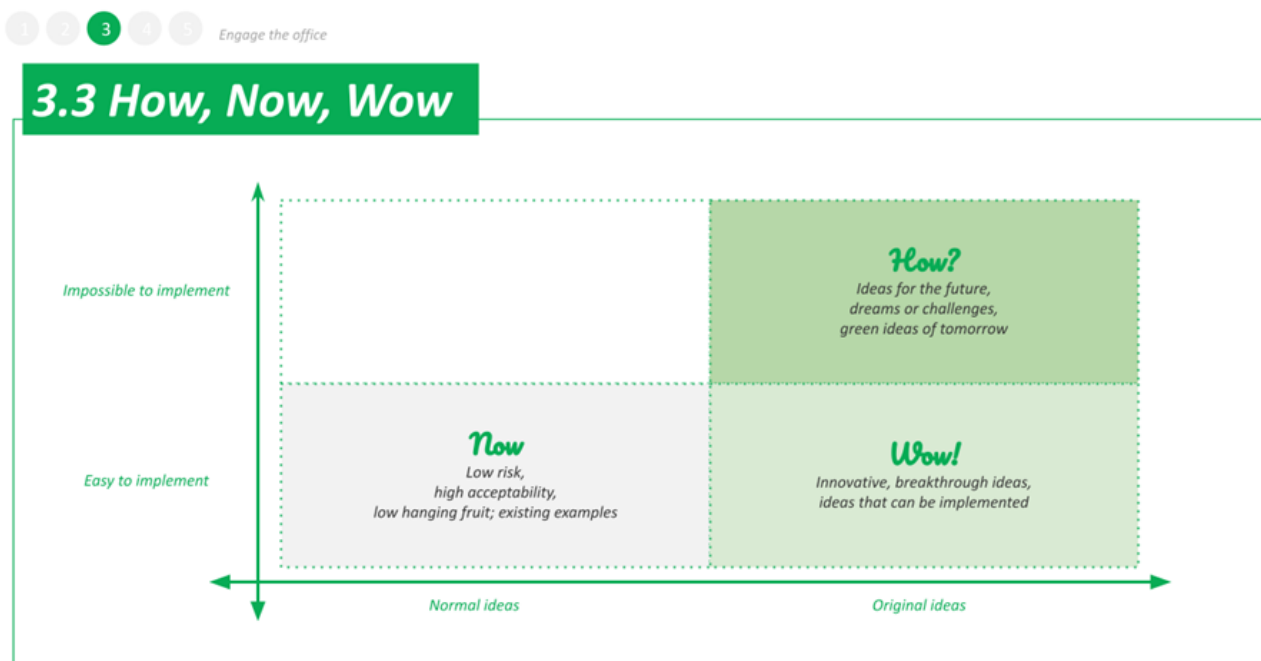 1 2 3 4 5 Engage the office
3.3 How, Now, Wow
Impossible to implement
How?
Ideas for the future,
dreams or challenges,
green ideas of tomorrow
Easy to implement
Now
Low risk,
high acceptability,
low hanging fruit; existing examples
Wow!
Innovative, breakthrough ideas,
ideas that can be implemented
Normal ideas
Original ideas